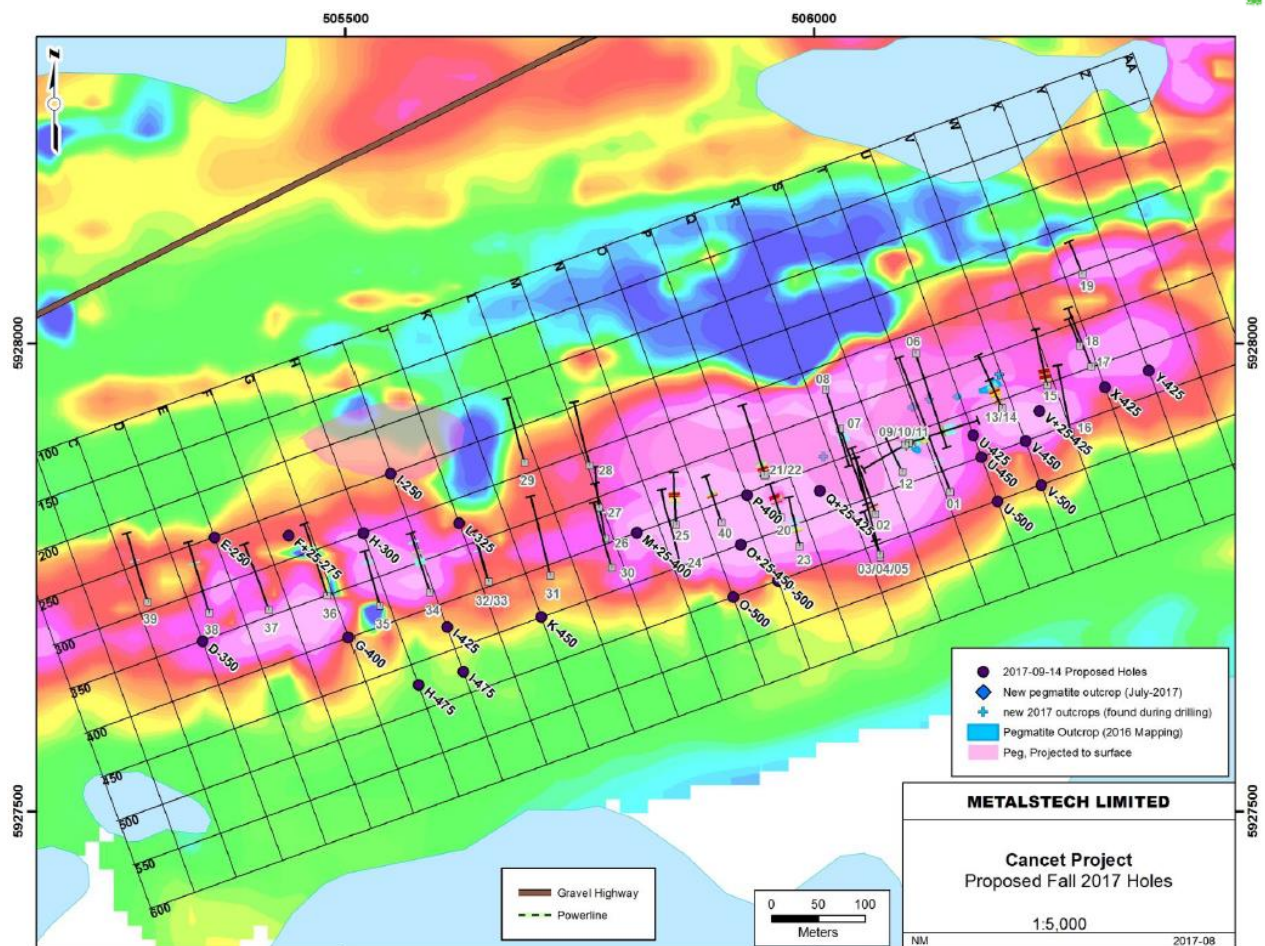 505500
506000
5928000
5928000
5927500
5927500
AA
Z
Y
X
W
V
U
T
S
R
Q
P
O
N
M
L
K
J
I
H
G
F
E
D
C
100
150
200
250
300
350
400
450
500
550
600
19
18
17
15
16
06
08
07
09/10/11
12
13/14
01
02
03/04/05
21/22
20
23
40
25
24
28
27
26
30
29
31
32/33
34
35
36
37
38
39
Y-425
X-425
V+25-425
V-450
V-500
U-425
U-450
U-500
Q+25-425
P-400
O+25-450
-500
O-500
M+25-400
L-325
K-450
I-250
I-425
I-475
H-300
H-475
G-400
F+25-275
E-250
D-350
2017-09-14 Proposed Holes
New pegmatite outcrop (July-2017)
new 2017 outcrops (found during drilling)
Pegmatite Outcrop (2016 Mapping)
Peg, Projected to surface
Gravel Highway
Powerline
0 50 100
Meters
METALSTECH LIMITED
Cancet Project
Proposed Fall 2017 Holes
1:5,000
NM 2017-08